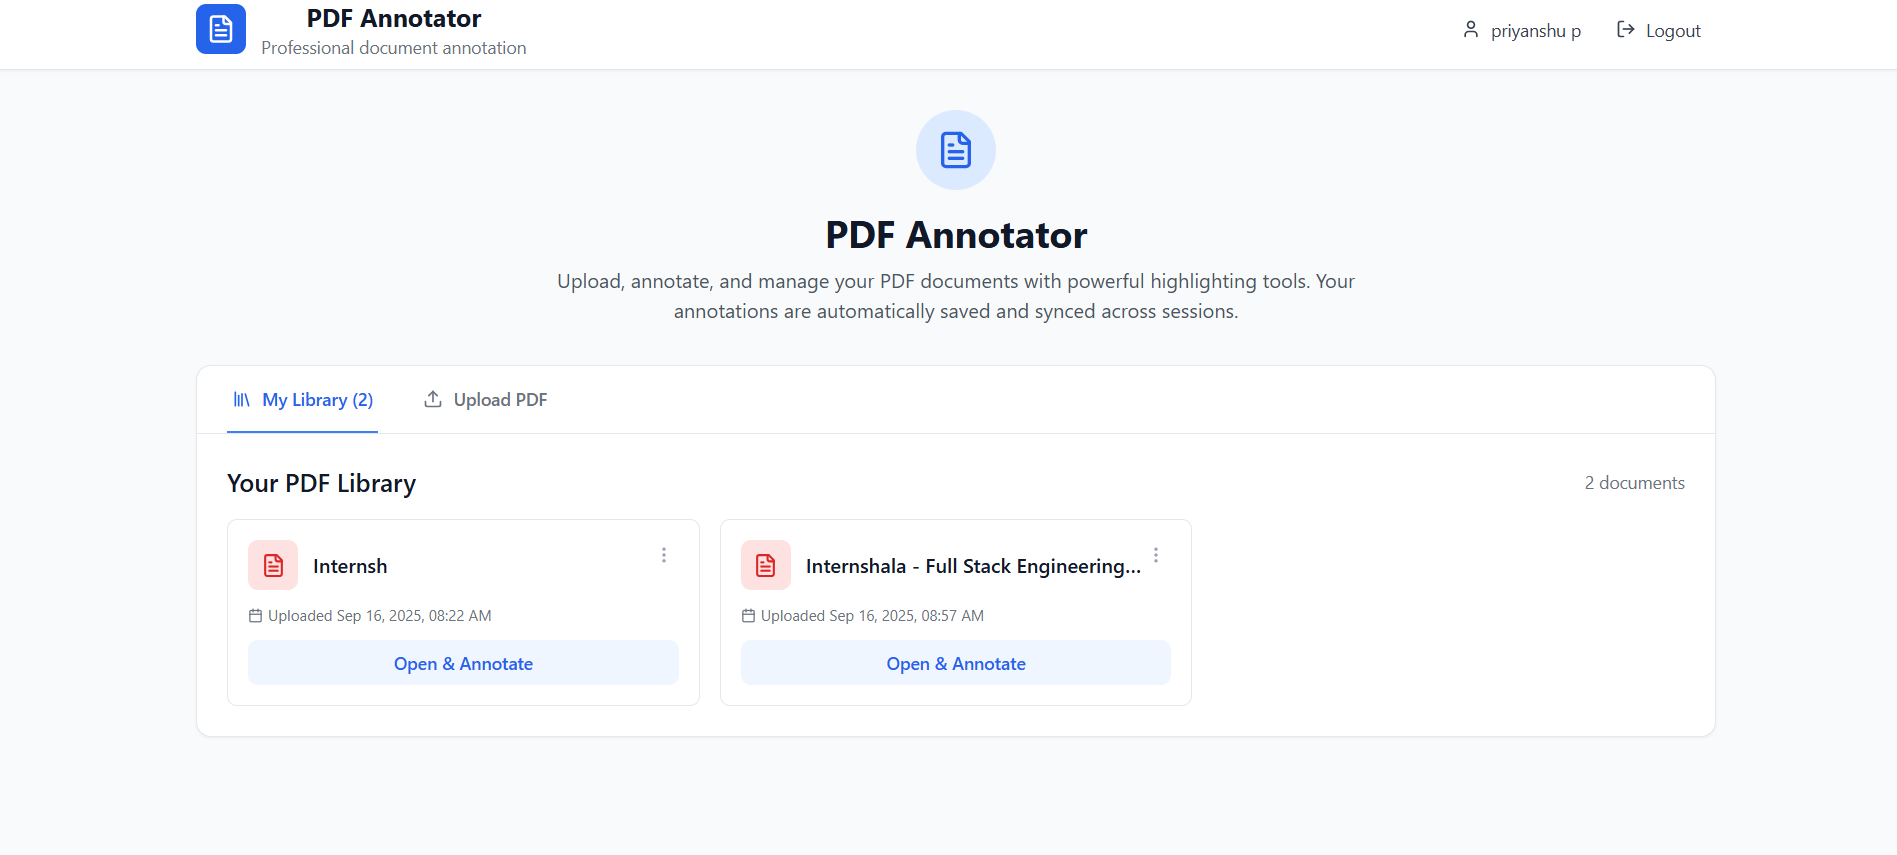 PDF Annotator
Professional document annotation
priyanshu p
Logout
PDF Annotator
Upload, annotate, and manage your PDF documents with powerful highlighting tools. Your
annotations are automatically saved and synced across sessions.
My Library (2)
Upload PDF
Your PDF Library
2 documents
Internsh
Uploaded Sep 16, 2025, 08:22 AM
Open & Annotate
Internshala - Full Stack Engineering...
Uploaded Sep 16, 2025, 08:57 AM
Open & Annotate